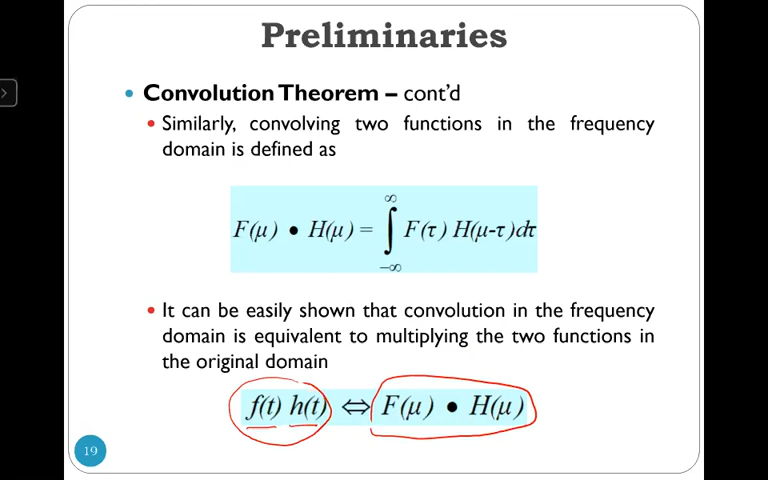 Preliminaries
• Convolution Theorem – cont'd
• Similarly, convolving two functions in the frequency
domain is defined as
F(μ) • H(μ) = ∫_{-∞}^{∞} F(τ) H(μ-τ)dτ
• It can be easily shown that convolution in the frequency
domain is equivalent to multiplying the two functions in
the original domain
f(t) h(t) ⇔ F(μ) • H(μ)
19